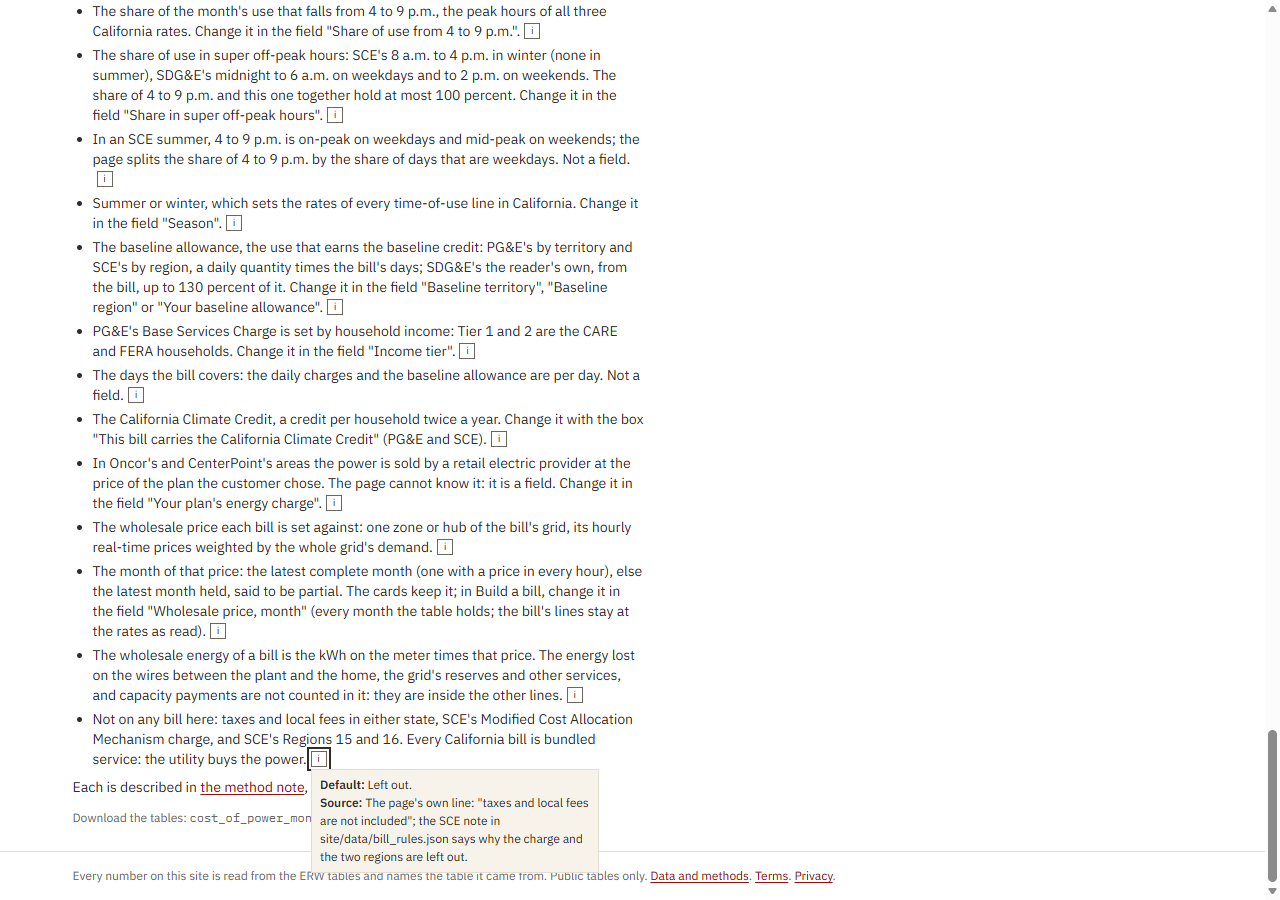 The share of the month's use that falls from 4 to 9 p.m., the peak hours of all three
California rates. Change it in the field "Share of use from 4 to 9 p.m.". i
The share of use in super off-peak hours: SCE's 8 a.m. to 4 p.m. in winter (none in
summer), SDG&E's midnight to 6 a.m. on weekdays and to 2 p.m. on weekends. The
share of 4 to 9 p.m. and this one together hold at most 100 percent. Change it in the
field "Share in super off-peak hours". i
In an SCE summer, 4 to 9 p.m. is on-peak on weekdays and mid-peak on weekends; the
page splits the share of 4 to 9 p.m. by the share of days that are weekdays. Not a field.
i
Summer or winter, which sets the rates of every time-of-use line in California. Change it
in the field "Season". i
The baseline allowance, the use that earns the baseline credit: PG&E's by territory and
SCE's by region, a daily quantity times the bill's days; SDG&E's the reader's own, from
the bill, up to 130 percent of it. Change it in the field "Baseline territory", "Baseline
region" or "Your baseline allowance". i
PG&E's Base Services Charge is set by household income: Tier 1 and 2 are the CARE
and FERA households. Change it in the field "Income tier". i
The days the bill covers: the daily charges and the baseline allowance are per day. Not a
field. i
The California Climate Credit, a credit per household twice a year. Change it with the box
"This bill carries the California Climate Credit" (PG&E and SCE). i
In Oncor's and CenterPoint's areas the power is sold by a retail electric provider at the
price of the plan the customer chose. The page cannot know it: it is a field. Change it in
the field "Your plan's energy charge". i
The wholesale price each bill is set against: one zone or hub of the bill's grid, its hourly
real-time prices weighted by the whole grid's demand. i
The month of that price: the latest complete month (one with a price in every hour), else
the latest month held, said to be partial. The cards keep it; in Build a bill, change it in
the field "Wholesale price, month" (every month the table holds; the bill's lines stay at
the rates as read). i
The wholesale energy of a bill is the kWh on the meter times that price. The energy lost
on the wires between the plant and the home, the grid's reserves and other services,
and capacity payments are not counted in it: they are inside the other lines. i
Not on any bill here: taxes and local fees in either state, SCE's Modified Cost Allocation
Mechanism charge, and SCE's Regions 15 and 16. Every California bill is bundled
service: the utility buys the power. i
Each is described in the method note,
Download the tables: cost_of_power_mon
Default: Left out.
Source: The page's own line: "taxes and local fees
are not included"; the SCE note in
site/data/bill_rules.json says why the charge and
the two regions are left out.
Every number on this site is read from the ERW tables and names the table it came from. Public tables only. Data and methods. Terms. Privacy.